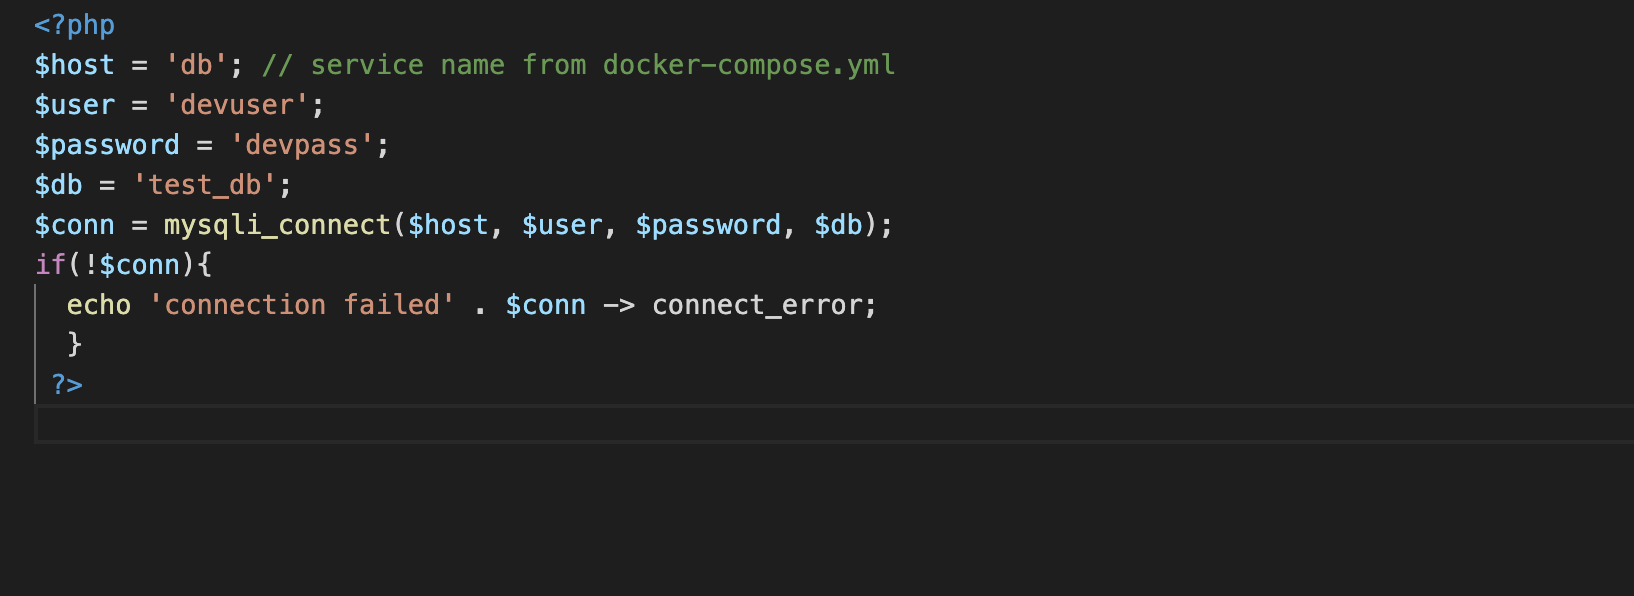 <?php
$host = 'db'; // service name from docker-compose.yml
$user = 'devuser';
$password = 'devpass';
$db = 'test_db';
$conn = mysqli_connect($host, $user, $password, $db);
if(!$conn){
  echo 'connection failed' . $conn -> connect_error;
  }
 ?>